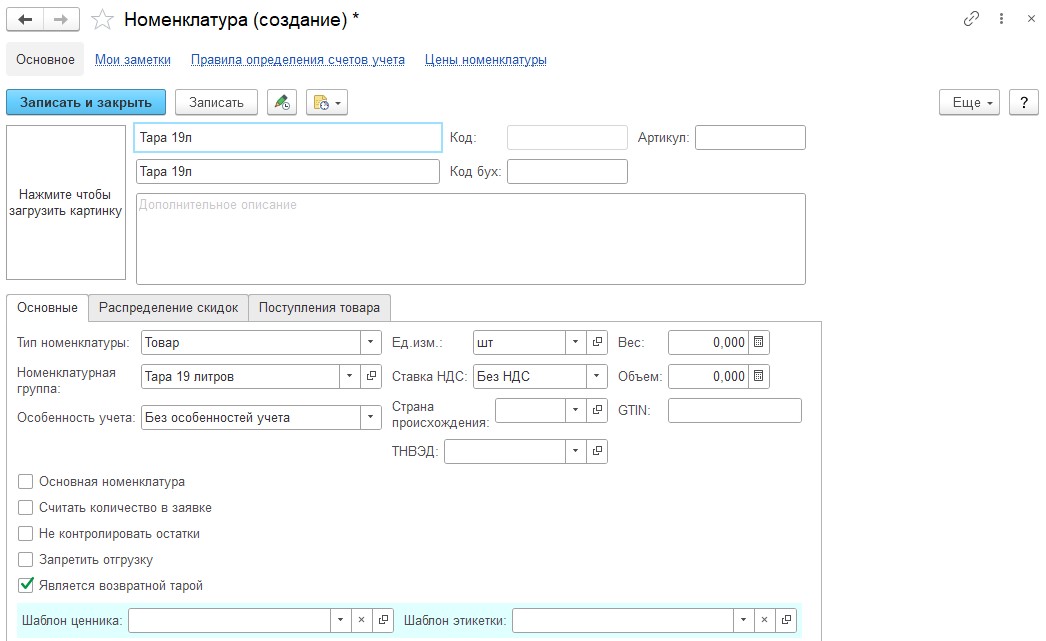 Номенклатура (создание) *
Основное Мои заметки Правила определения счетов учета Цены номенклатуры
Записать и закрыть Записать Еще ?
Тара 19л Код: Артикул:
Тара 19л Код бух:
Нажмите чтобы
загрузить картинку
Дополнительное описание
Основные Распределение скидок Поступления товара
Тип номенклатуры: Товар Ед.изм.: шт Вес: 0,000
Номенклатурная
группа: Тара 19 литров Ставка НДС: Без НДС Объем: 0,000
Особенность учета: Без особенностей учета Страна
происхождения: GTIN:
ТНВЭД:
Основная номенклатура
Считать количество в заявке
Не контролировать остатки
Запретить отгрузку
Является возвратной тарой
Шаблон ценника: Шаблон этикетки: